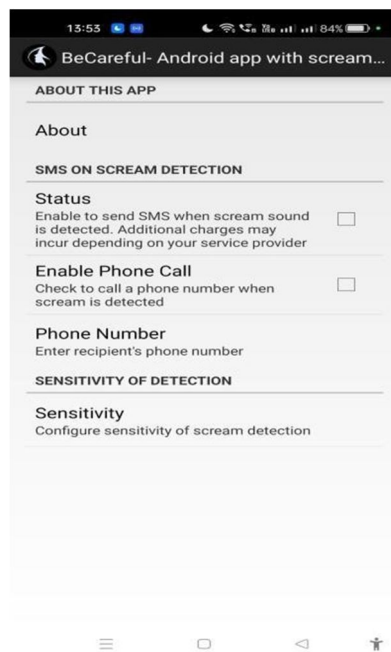 13:53 84%
BeCareful- Android app with scream...
ABOUT THIS APP
About
SMS ON SCREAM DETECTION
Status
Enable to send SMS when scream sound
is detected. Additional charges may
incur depending on your service provider
Enable Phone Call
Check to call a phone number when
scream is detected
Phone Number
Enter recipient's phone number
SENSITIVITY OF DETECTION
Sensitivity
Configure sensitivity of scream detection